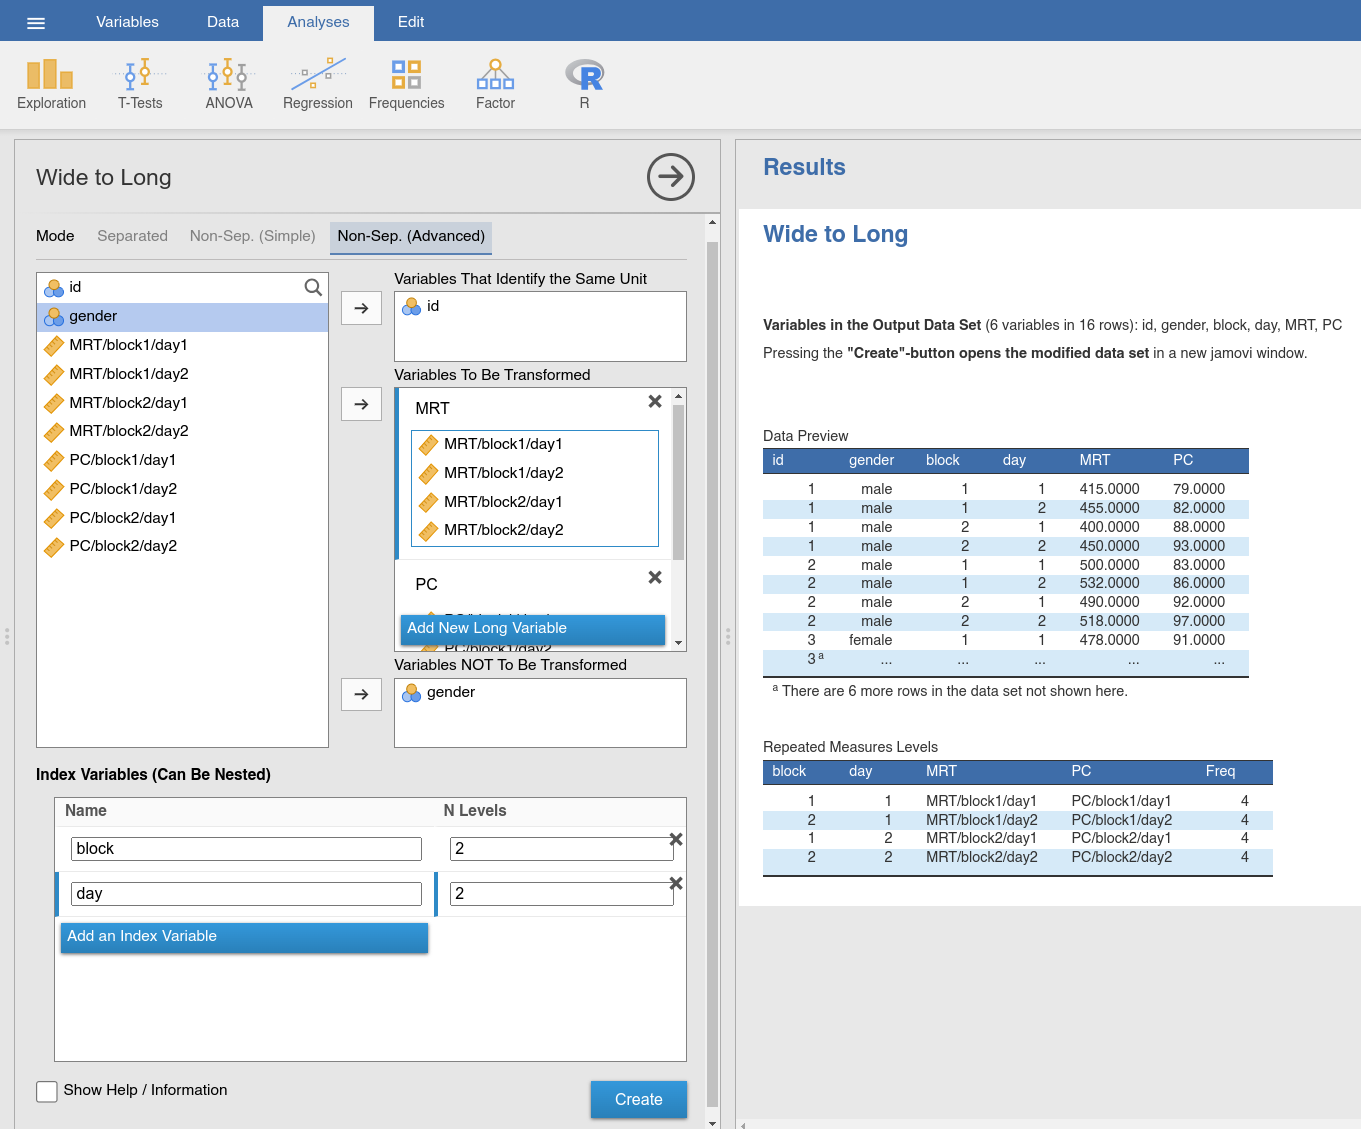 Variables Data Analyses Edit
Exploration T-Tests ANOVA Regression Frequencies Factor R
Wide to Long
Mode Separated Non-Sep. (Simple) Non-Sep. (Advanced)
id
gender
MRT/block1/day1
MRT/block1/day2
MRT/block2/day1
MRT/block2/day2
PC/block1/day1
PC/block1/day2
PC/block2/day1
PC/block2/day2
Variables That Identify the Same Unit
id
Variables To Be Transformed
MRT
MRT/block1/day1
MRT/block1/day2
MRT/block2/day1
MRT/block2/day2
PC
Add New Long Variable
PC/block1/day2
Variables NOT To Be Transformed
gender
Index Variables (Can Be Nested)
Name N Levels
block 2
day 2
Add an Index Variable
Show Help / Information
Create
Results
Wide to Long
Variables in the Output Data Set (6 variables in 16 rows): id, gender, block, day, MRT, PC
Pressing the "Create"-button opens the modified data set in a new jamovi window.
Data Preview
id gender block day MRT PC
1 male 1 1 415.0000 79.0000
1 male 1 2 455.0000 82.0000
1 male 2 1 400.0000 88.0000
1 male 2 2 450.0000 93.0000
2 male 1 1 500.0000 83.0000
2 male 1 2 532.0000 86.0000
2 male 2 1 490.0000 92.0000
2 male 2 2 518.0000 97.0000
3 female 1 1 478.0000 91.0000
3 a ... ... ... ... ...
a There are 6 more rows in the data set not shown here.
Repeated Measures Levels
block day MRT PC Freq
1 1 MRT/block1/day1 PC/block1/day1 4
2 1 MRT/block1/day2 PC/block1/day2 4
1 2 MRT/block2/day1 PC/block2/day1 4
2 2 MRT/block2/day2 PC/block2/day2 4